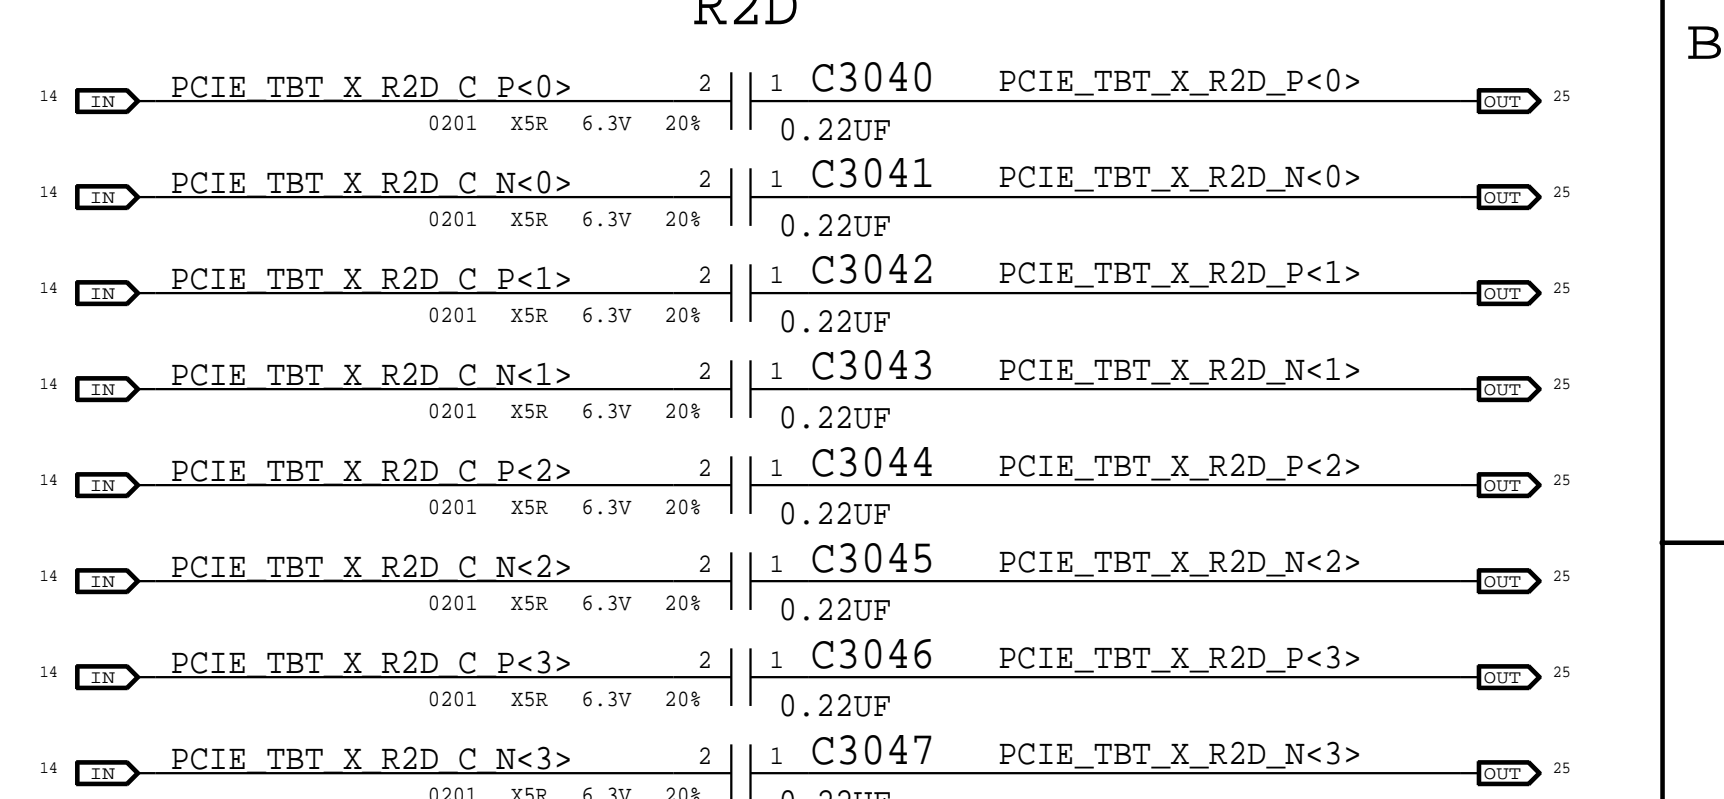 R2D
B
14 IN PCIE_TBT_X_R2D_C_P<0> 2 1 C3040 PCIE_TBT_X_R2D_P<0> OUT 25
0201 X5R 6.3V 20% 0.22UF
14 IN PCIE_TBT_X_R2D_C_N<0> 2 1 C3041 PCIE_TBT_X_R2D_N<0> OUT 25
0201 X5R 6.3V 20% 0.22UF
14 IN PCIE_TBT_X_R2D_C_P<1> 2 1 C3042 PCIE_TBT_X_R2D_P<1> OUT 25
0201 X5R 6.3V 20% 0.22UF
14 IN PCIE_TBT_X_R2D_C_N<1> 2 1 C3043 PCIE_TBT_X_R2D_N<1> OUT 25
0201 X5R 6.3V 20% 0.22UF
14 IN PCIE_TBT_X_R2D_C_P<2> 2 1 C3044 PCIE_TBT_X_R2D_P<2> OUT 25
0201 X5R 6.3V 20% 0.22UF
14 IN PCIE_TBT_X_R2D_C_N<2> 2 1 C3045 PCIE_TBT_X_R2D_N<2> OUT 25
0201 X5R 6.3V 20% 0.22UF
14 IN PCIE_TBT_X_R2D_C_P<3> 2 1 C3046 PCIE_TBT_X_R2D_P<3> OUT 25
0201 X5R 6.3V 20% 0.22UF
14 IN PCIE_TBT_X_R2D_C_N<3> 2 1 C3047 PCIE_TBT_X_R2D_N<3> OUT 25
0201 X5R 6.3V 20% 0.22UF